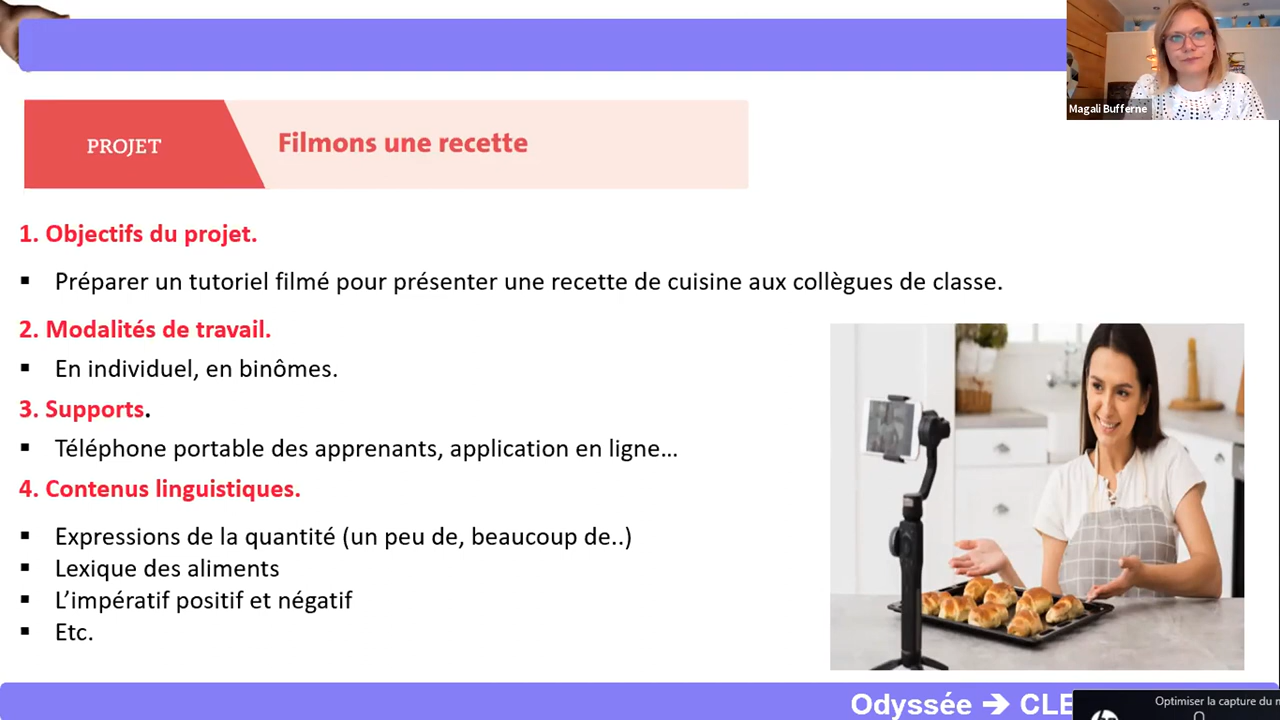 Magali Bufferne
PROJET
Filmons une recette
1. Objectifs du projet.
▪ Préparer un tutoriel filmé pour présenter une recette de cuisine aux collègues de classe.
2. Modalités de travail.
▪ En individuel, en binômes.
3. Supports.
▪ Téléphone portable des apprenants, application en ligne...
4. Contenus linguistiques.
▪ Expressions de la quantité (un peu de, beaucoup de..)
▪ Lexique des aliments
▪ L’impératif positif et négatif
▪ Etc.
Odyssée ➔ CLE
Optimiser la capture du